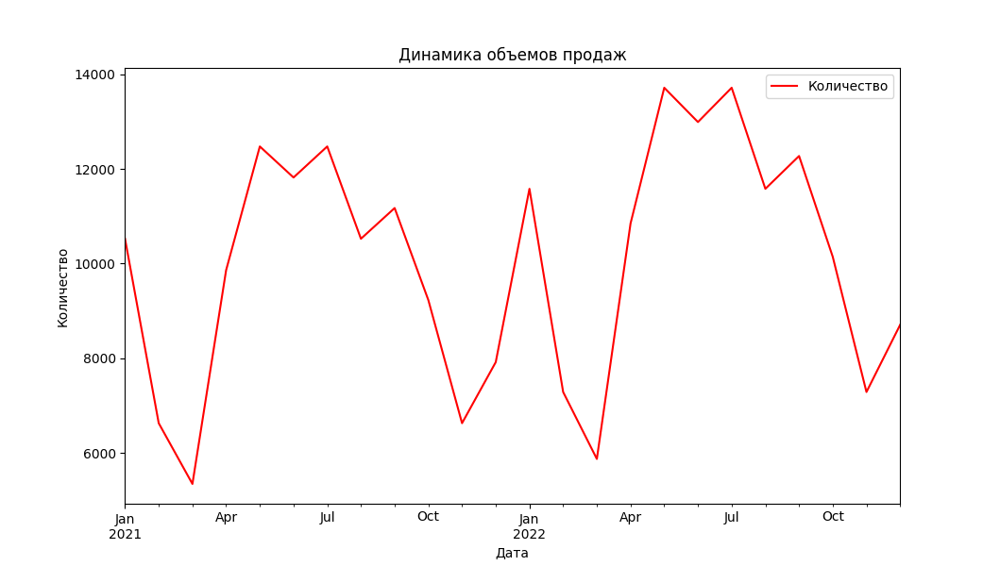 Динамика объемов продаж
Количество
14000
12000
10000
8000
6000
Количество
Jan Apr Jul Oct Jan Apr Jul Oct
2021 2022
Дата